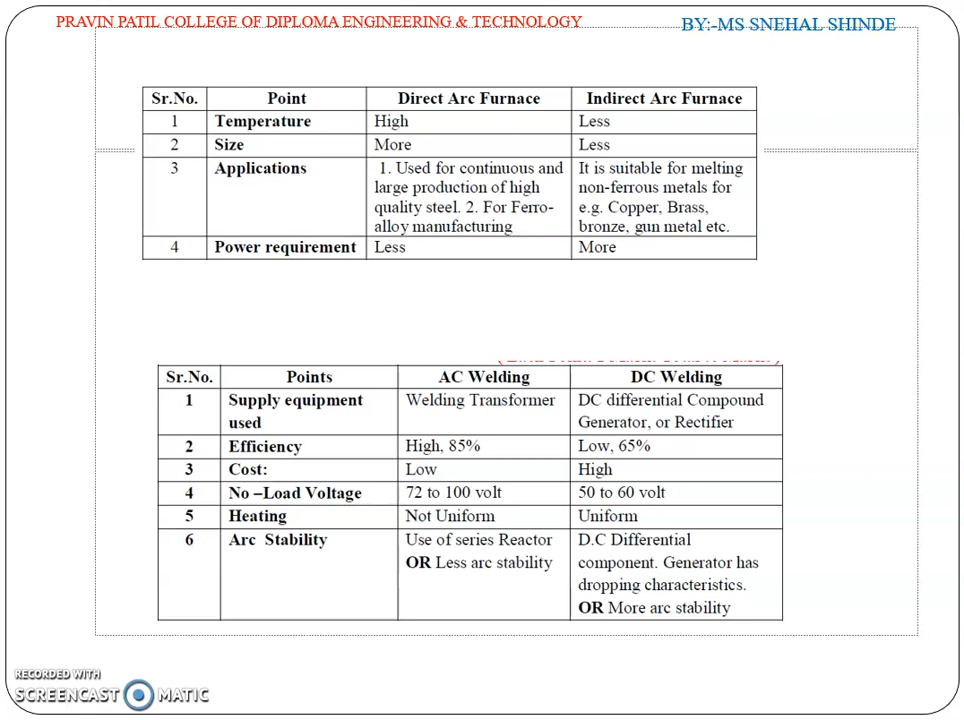 PRAVIN PATIL COLLEGE OF DIPLOMA ENGINEERING & TECHNOLOGY
BY:-MS SNEHAL SHINDE
Sr.No. Point Direct Arc Furnace Indirect Arc Furnace
1 Temperature High Less
2 Size More Less
3 Applications 1. Used for continuous and It is suitable for melting
large production of high non-ferrous metals for
quality steel. 2. For Ferro- e.g. Copper, Brass,
alloy manufacturing bronze, gun metal etc.
4 Power requirement Less More
Sr.No. Points AC Welding DC Welding
1 Supply equipment Welding Transformer DC differential Compound
used Generator, or Rectifier
2 Efficiency High, 85% Low, 65%
3 Cost: Low High
4 No –Load Voltage 72 to 100 volt 50 to 60 volt
5 Heating Not Uniform Uniform
6 Arc Stability Use of series Reactor D.C Differential
OR Less arc stability component. Generator has
dropping characteristics.
OR More arc stability
RECORDED WITH
SCREENCAST MATIC